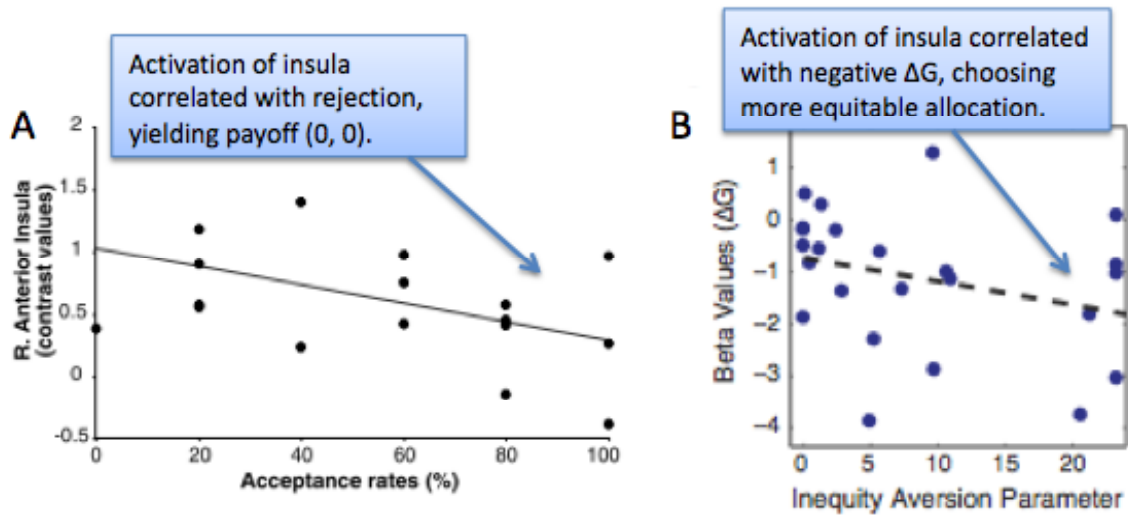 Activation of insula
correlated with rejection,
yielding payoff (0, 0).
A
R. Anterior Insula
(contrast values)
2
1.5
1
0.5
0
-0.5
0 20 40 60 80 100
Acceptance rates (%)
Activation of insula correlated
with negative ΔG, choosing
more equitable allocation.
B
Beta Values (ΔG)
1
−0
−1
−2
−3
−4
0 5 10 15 20
Inequity Aversion Parameter